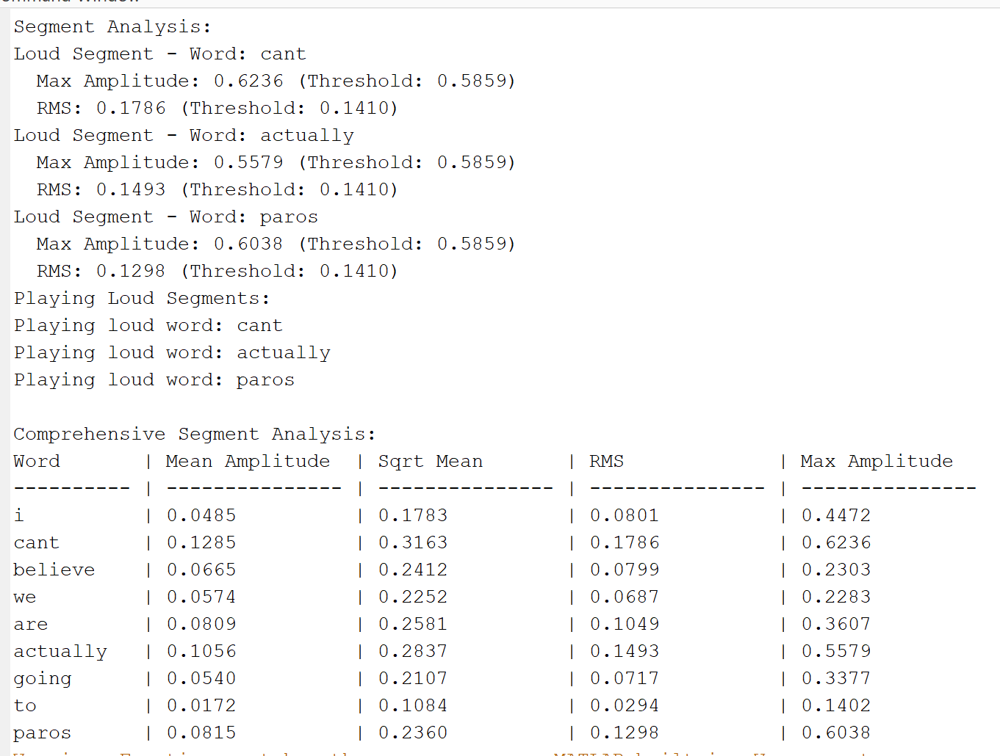 Segment Analysis:
Loud Segment - Word: cant
Max Amplitude: 0.6236 (Threshold: 0.5859)
RMS: 0.1786 (Threshold: 0.1410)
Loud Segment - Word: actually
Max Amplitude: 0.5579 (Threshold: 0.5859)
RMS: 0.1493 (Threshold: 0.1410)
Loud Segment - Word: paros
Max Amplitude: 0.6038 (Threshold: 0.5859)
RMS: 0.1298 (Threshold: 0.1410)
Playing Loud Segments:
Playing loud word: cant
Playing loud word: actually
Playing loud word: paros
Comprehensive Segment Analysis:
Word | Mean Amplitude | Sqrt Mean | RMS | Max Amplitude
---------- | --------------- | --------------- | --------------- | ---------------
i | 0.0485 | 0.1783 | 0.0801 | 0.4472
cant | 0.1285 | 0.3163 | 0.1786 | 0.6236
believe | 0.0665 | 0.2412 | 0.0799 | 0.2303
we | 0.0574 | 0.2252 | 0.0687 | 0.2283
are | 0.0809 | 0.2581 | 0.1049 | 0.3607
actually | 0.1056 | 0.2837 | 0.1493 | 0.5579
going | 0.0540 | 0.2107 | 0.0717 | 0.3377
to | 0.0172 | 0.1084 | 0.0294 | 0.1402
paros | 0.0815 | 0.2360 | 0.1298 | 0.6038